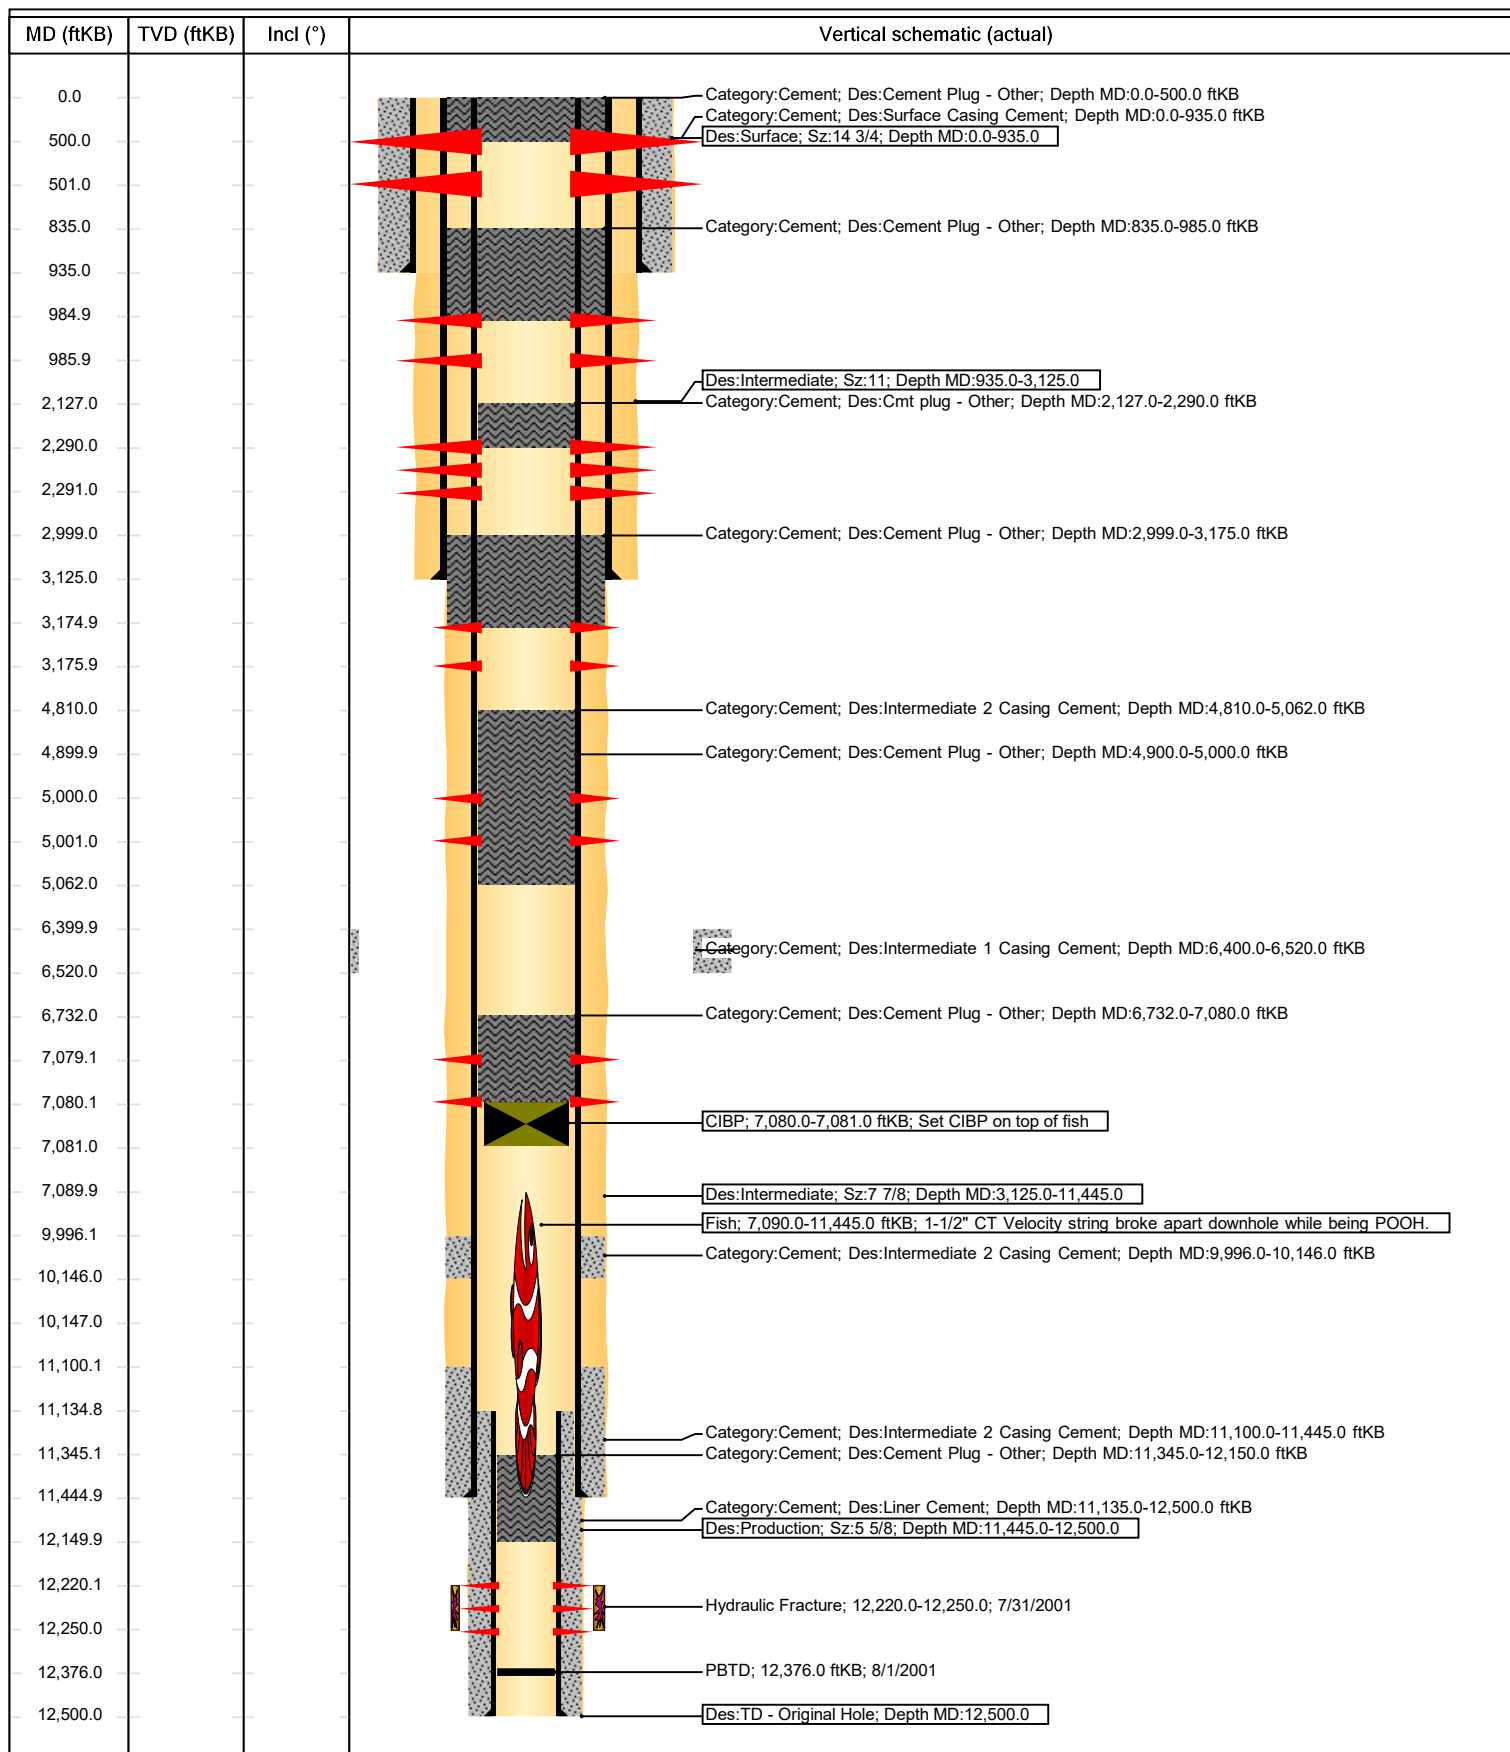 MD (ftKB) TVD (ftKB) Incl (°) Vertical schematic (actual)
0.0 Category:Cement; Des:Cement Plug - Other; Depth MD:0.0-500.0 ftKB
Category:Cement; Des:Surface Casing Cement; Depth MD:0.0-935.0 ftKB
500.0 Des:Surface; Sz:14 3/4; Depth MD:0.0-935.0
501.0
835.0 Category:Cement; Des:Cement Plug - Other; Depth MD:835.0-985.0 ftKB
935.0
984.9
985.9
Des:Intermediate; Sz:11; Depth MD:935.0-3,125.0
2,127.0 Category:Cement; Des:Cmt plug - Other; Depth MD:2,127.0-2,290.0 ftKB
2,290.0
2,291.0
2,999.0 Category:Cement; Des:Cement Plug - Other; Depth MD:2,999.0-3,175.0 ftKB
3,125.0
3,174.9
3,175.9
4,810.0 Category:Cement; Des:Intermediate 2 Casing Cement; Depth MD:4,810.0-5,062.0 ftKB
4,899.9 Category:Cement; Des:Cement Plug - Other; Depth MD:4,900.0-5,000.0 ftKB
5,000.0
5,001.0
5,062.0
6,399.9
Category:Cement; Des:Intermediate 1 Casing Cement; Depth MD:6,400.0-6,520.0 ftKB
6,520.0
6,732.0 Category:Cement; Des:Cement Plug - Other; Depth MD:6,732.0-7,080.0 ftKB
7,079.1
7,080.1
CIBP; 7,080.0-7,081.0 ftKB; Set CIBP on top of fish
7,081.0
7,089.9 Des:Intermediate; Sz:7 7/8; Depth MD:3,125.0-11,445.0
Fish; 7,090.0-11,445.0 ftKB; 1-1/2" CT Velocity string broke apart downhole while being POOH.
9,996.1
Category:Cement; Des:Intermediate 2 Casing Cement; Depth MD:9,996.0-10,146.0 ftKB
10,146.0
10,147.0
11,100.1
11,134.8
Category:Cement; Des:Intermediate 2 Casing Cement; Depth MD:11,100.0-11,445.0 ftKB
11,345.1 Category:Cement; Des:Cement Plug - Other; Depth MD:11,345.0-12,150.0 ftKB
11,444.9
Category:Cement; Des:Liner Cement; Depth MD:11,135.0-12,500.0 ftKB
Des:Production; Sz:5 5/8; Depth MD:11,445.0-12,500.0
12,149.9
12,220.1
Hydraulic Fracture; 12,220.0-12,250.0; 7/31/2001
12,250.0
12,376.0 PBTD; 12,376.0 ftKB; 8/1/2001
12,500.0 Des:TD - Original Hole; Depth MD:12,500.0